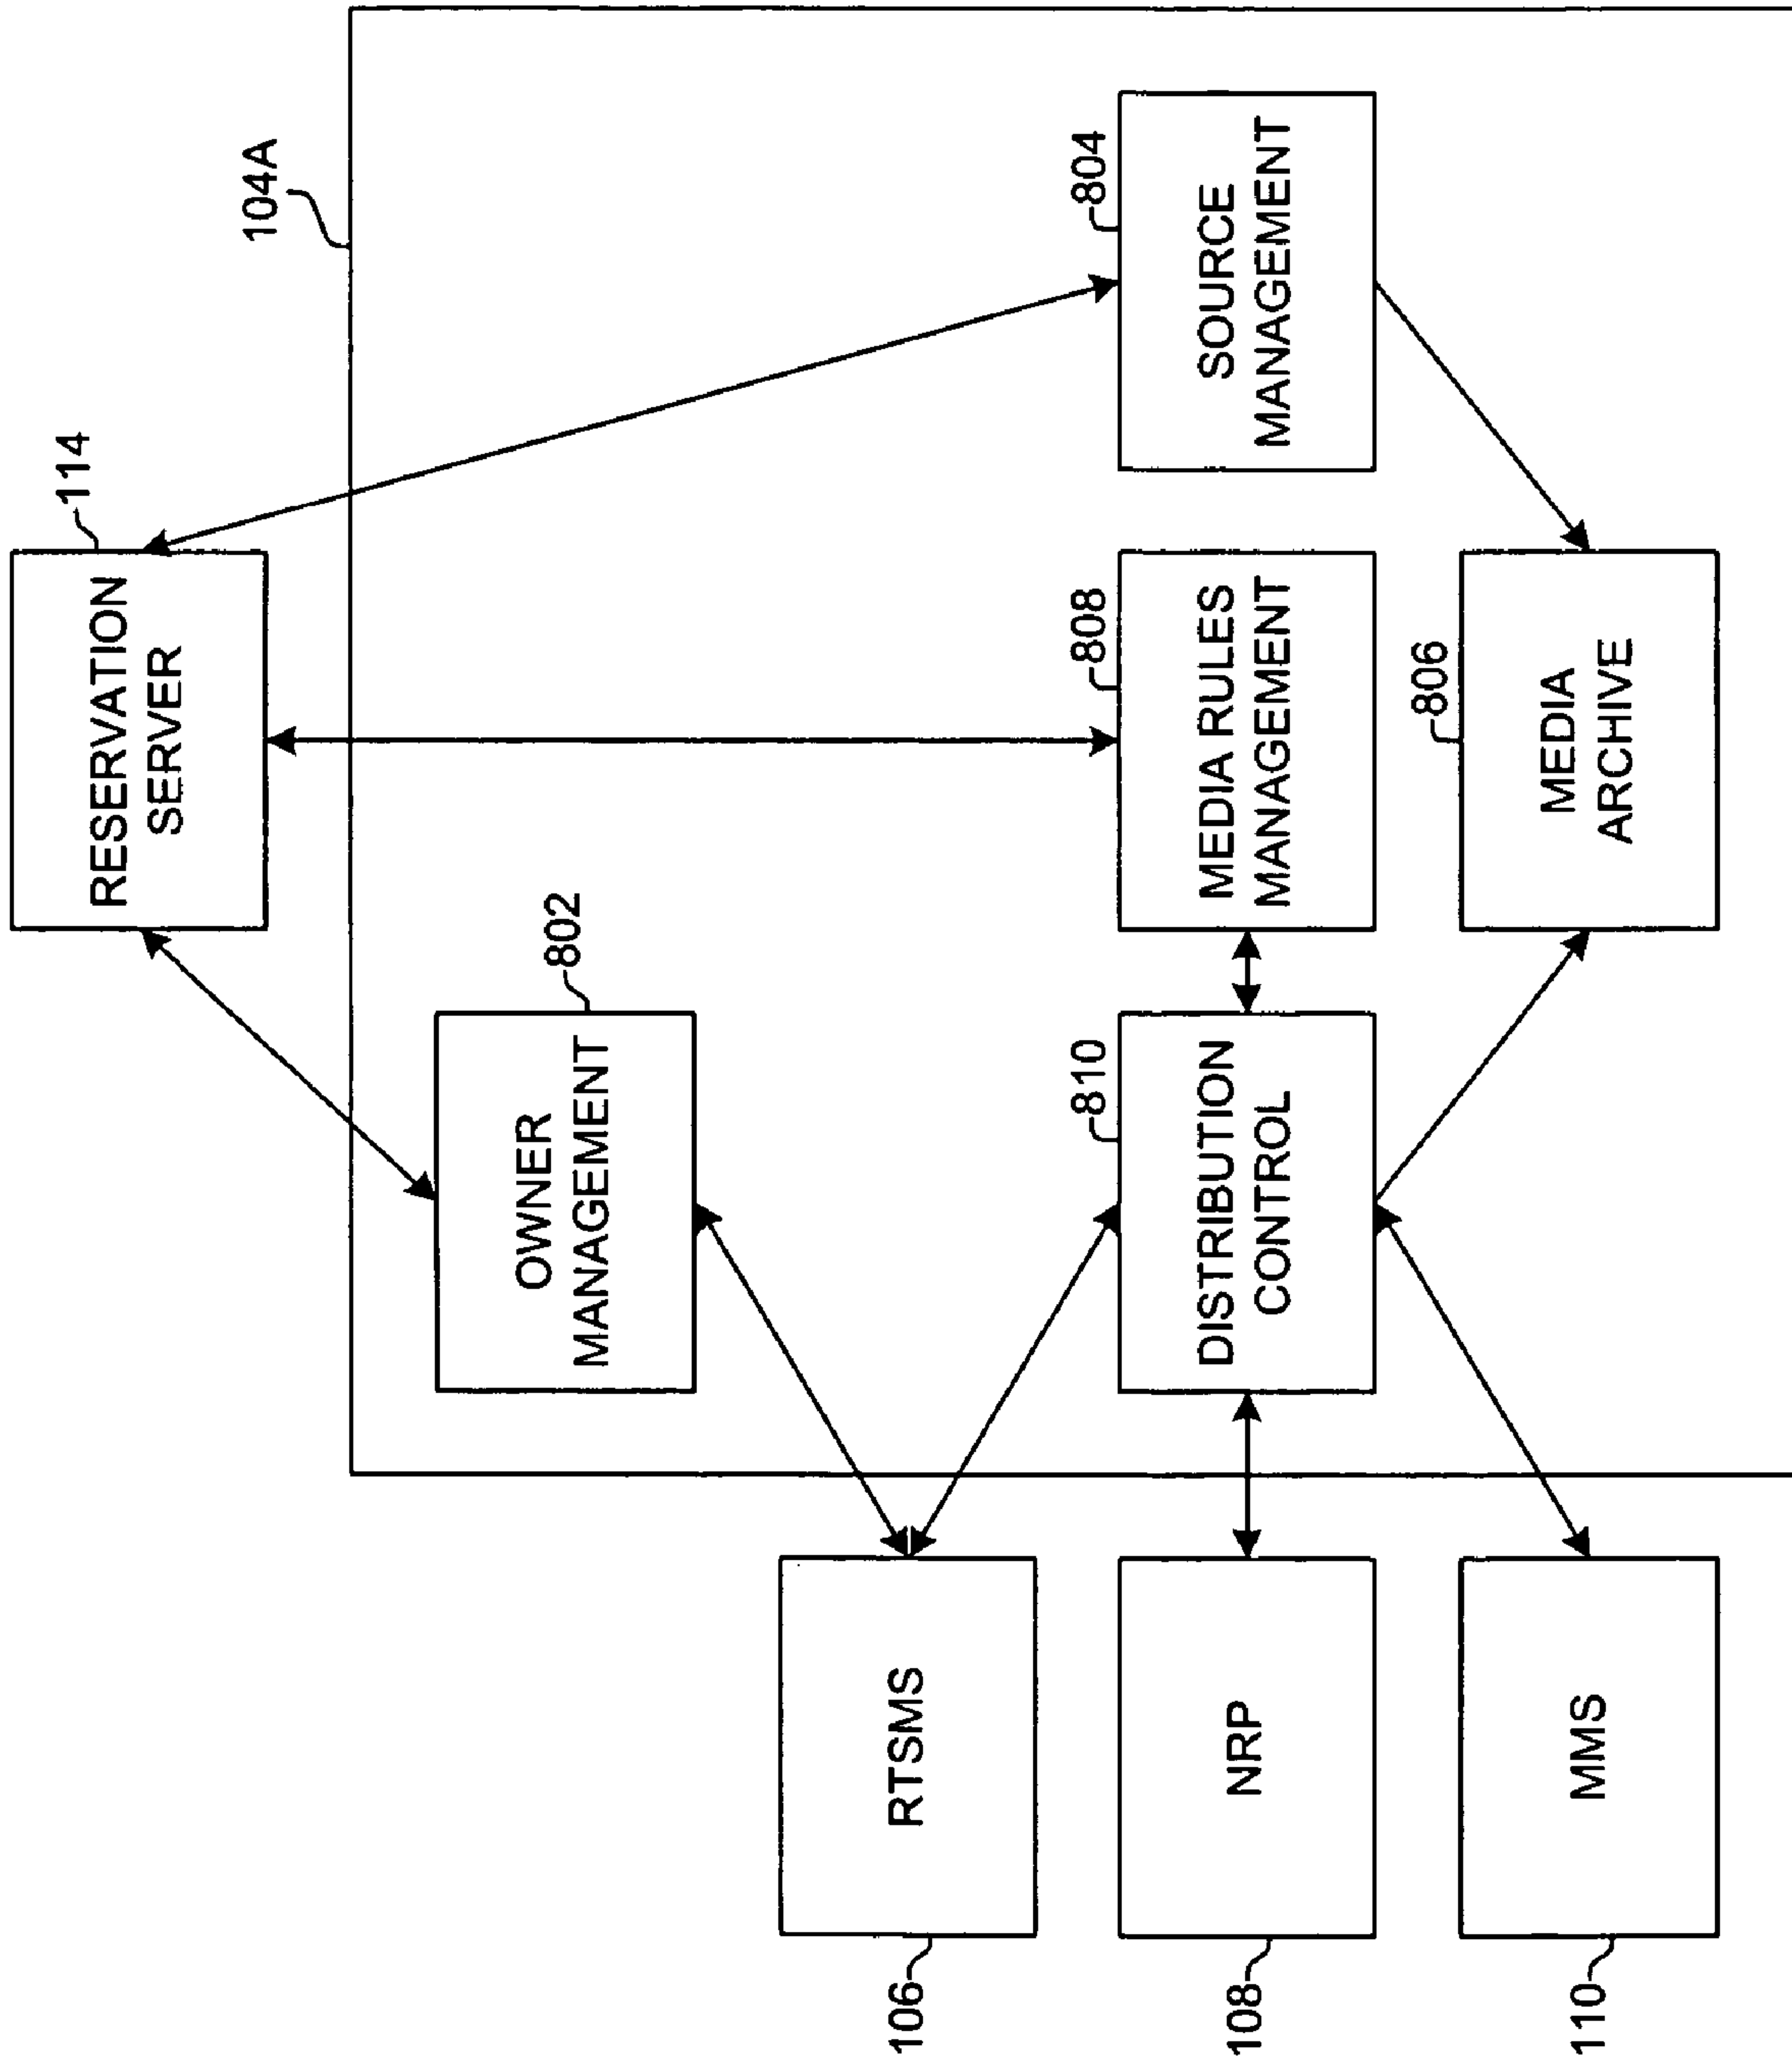 104A
114
RESERVATION
SERVER
804
SOURCE
MANAGEMENT
808
MEDIA RULES
MANAGEMENT
806
MEDIA
ARCHIVE
802
OWNER
MANAGEMENT
810
DISTRIBUTION
CONTROL
RTSMS
106
NRP
108
MMS
110